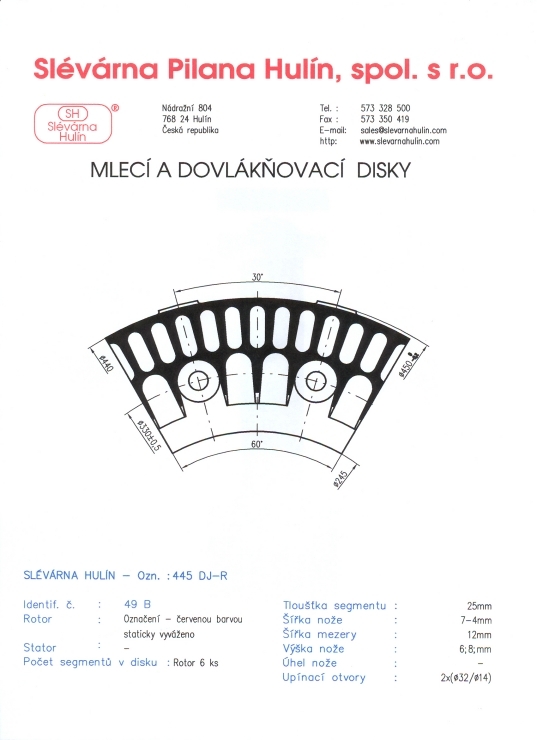 Slévárna Pilana Hulín, spol. s r.o.
SH
Slévárna
Hulín
®
Nádražní 804
768 24 Hulín
Česká republika
Tel. : 573 328 500
Fax : 573 350 419
E-mail: sales@slevarnahulin.com
http: www.slevarnahulin.com
MLECÍ A DOVLÁKŇOVACÍ DISKY
30°
ø440
ø450
ø330±0,5
60°
ø245
SLÉVÁRNA HULÍN - Ozn. : 445 DJ-R
Identif. č. : 49 B
Rotor : Označení - červenou barvou
staticky vyváženo
Stator : -
Počet segmentů v disku : Rotor 6 ks
Tloušťka segmentu : 25mm
Šířka nože : 7-4mm
Šířka mezery : 12mm
Výška nože : 6;8;mm
Úhel nože : -
Upínací otvory : 2x(ø32/ø14)